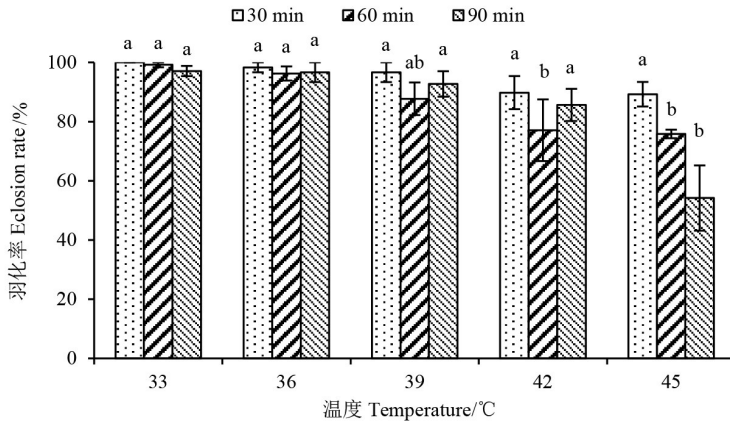 30 min 60 min 90 min
a a a a a a a ab a a b a a b b
100
80
60
40
20
0
羽化率 Eclosion rate/%
33 36 39 42 45
温度 Temperature/℃